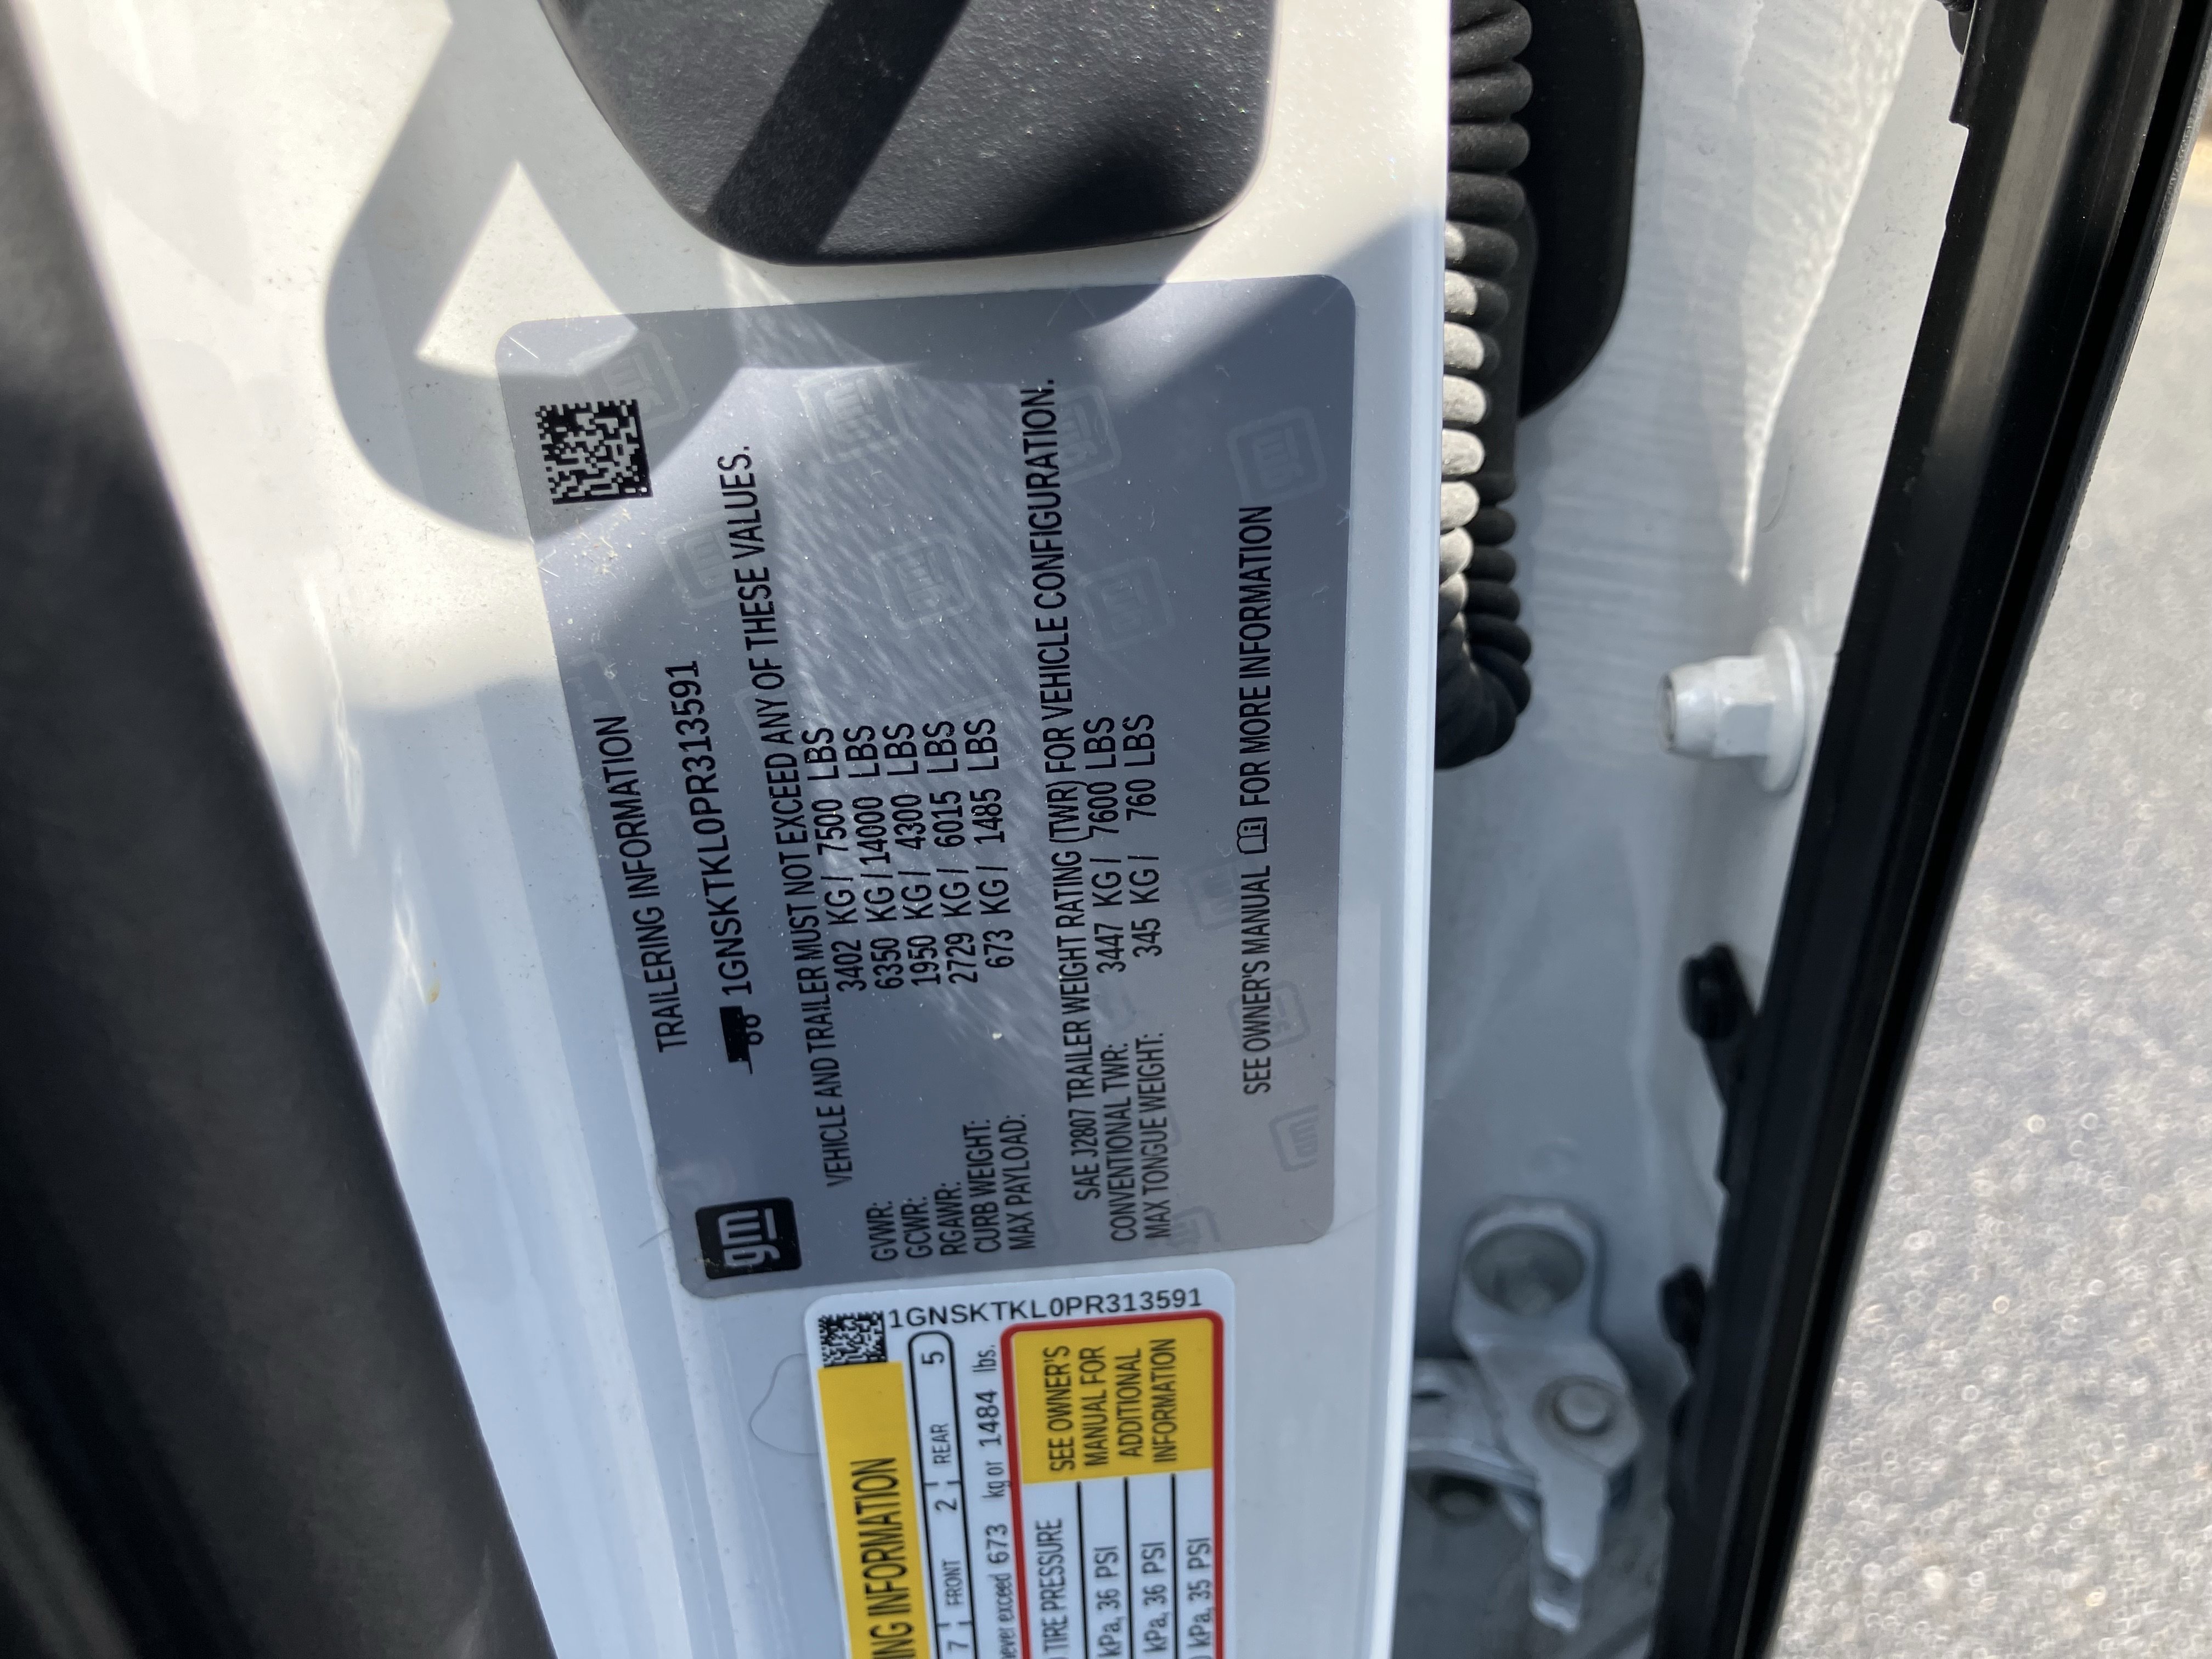 TRAILERING INFORMATION
1GNSKTKL0PR313591
VEHICLE AND TRAILER MUST NOT EXCEED ANY OF THESE VALUES.
gm
GVWR: 3402 KG / 7500 LBS
GCWR: 6350 KG / 14000 LBS
RGAWR: 1950 KG / 4300 LBS
CURB WEIGHT: 2729 KG / 6015 LBS
MAX PAYLOAD: 673 KG / 1485 LBS
SAE J2807 TRAILER WEIGHT RATING (TWR) FOR VEHICLE CONFIGURATION.
CONVENTIONAL TWR: 3447 KG / 7600 LBS
MAX TONGUE WEIGHT: 345 KG / 760 LBS
SEE OWNER'S MANUAL FOR MORE INFORMATION
ING INFORMATION
1GNSKTKL0PR313591
7 FRONT 2 REAR 5
never exceed 673 kg or 1484 lbs.
TIRE PRESSURE
kPa, 36 PSI
kPa, 36 PSI
kPa, 35 PSI
SEE OWNER'S
MANUAL FOR
ADDITIONAL
INFORMATION